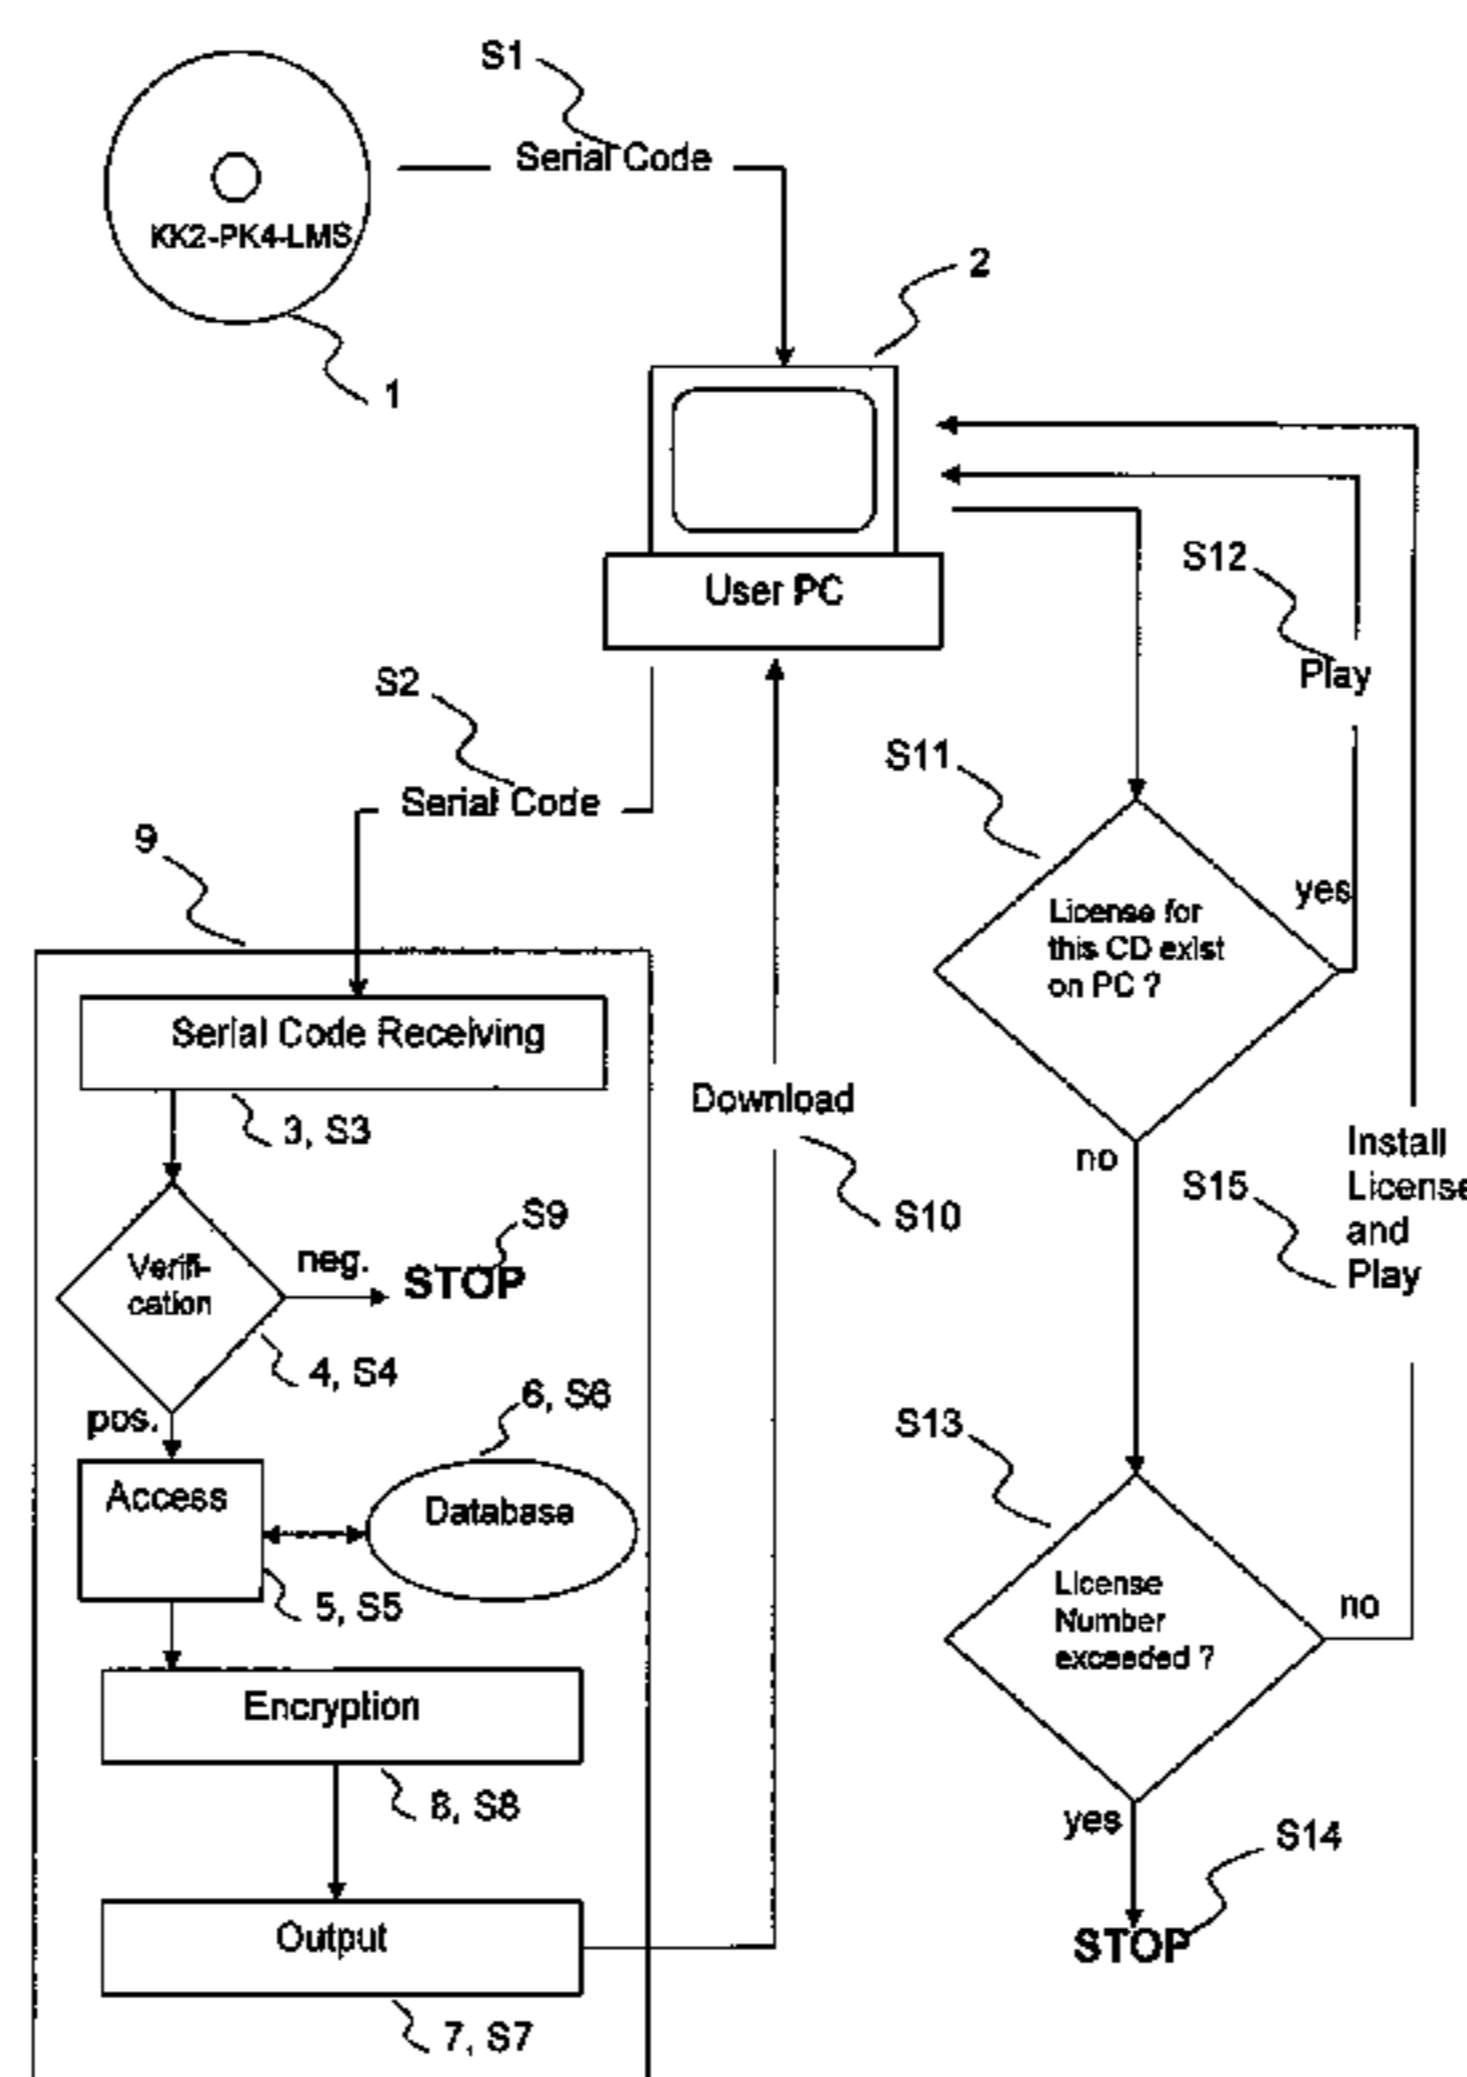 S1
Serial Code
KK2-PK4-LMS
1
2
User PC
S12
Play
S2
Serial Code
S11
9
License for
this CD exist
on PC ?
yes
no
Serial Code Receiving
3, S3
Download
S10
S15
Install
License
and
Play
Verifi-
cation
neg.
STOP
S9
4, S4
pos.
Access
6, S6
Database
5, S5
S13
License
Number
exceeded ?
no
yes
Encryption
8, S8
S14
STOP
Output
7, S7